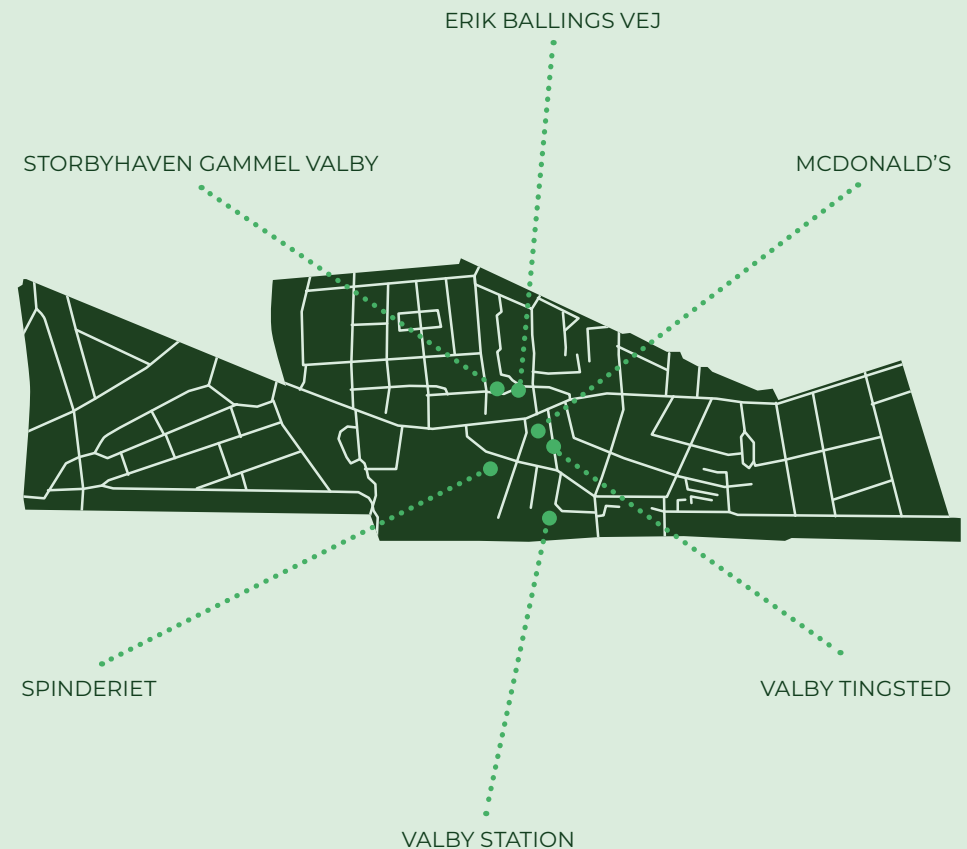 ERIK BALLINGS VEJ
STORBYHAVEN GAMMEL VALBY
MCDONALD’S
SPINDERIET
VALBY TINGSTED
VALBY STATION